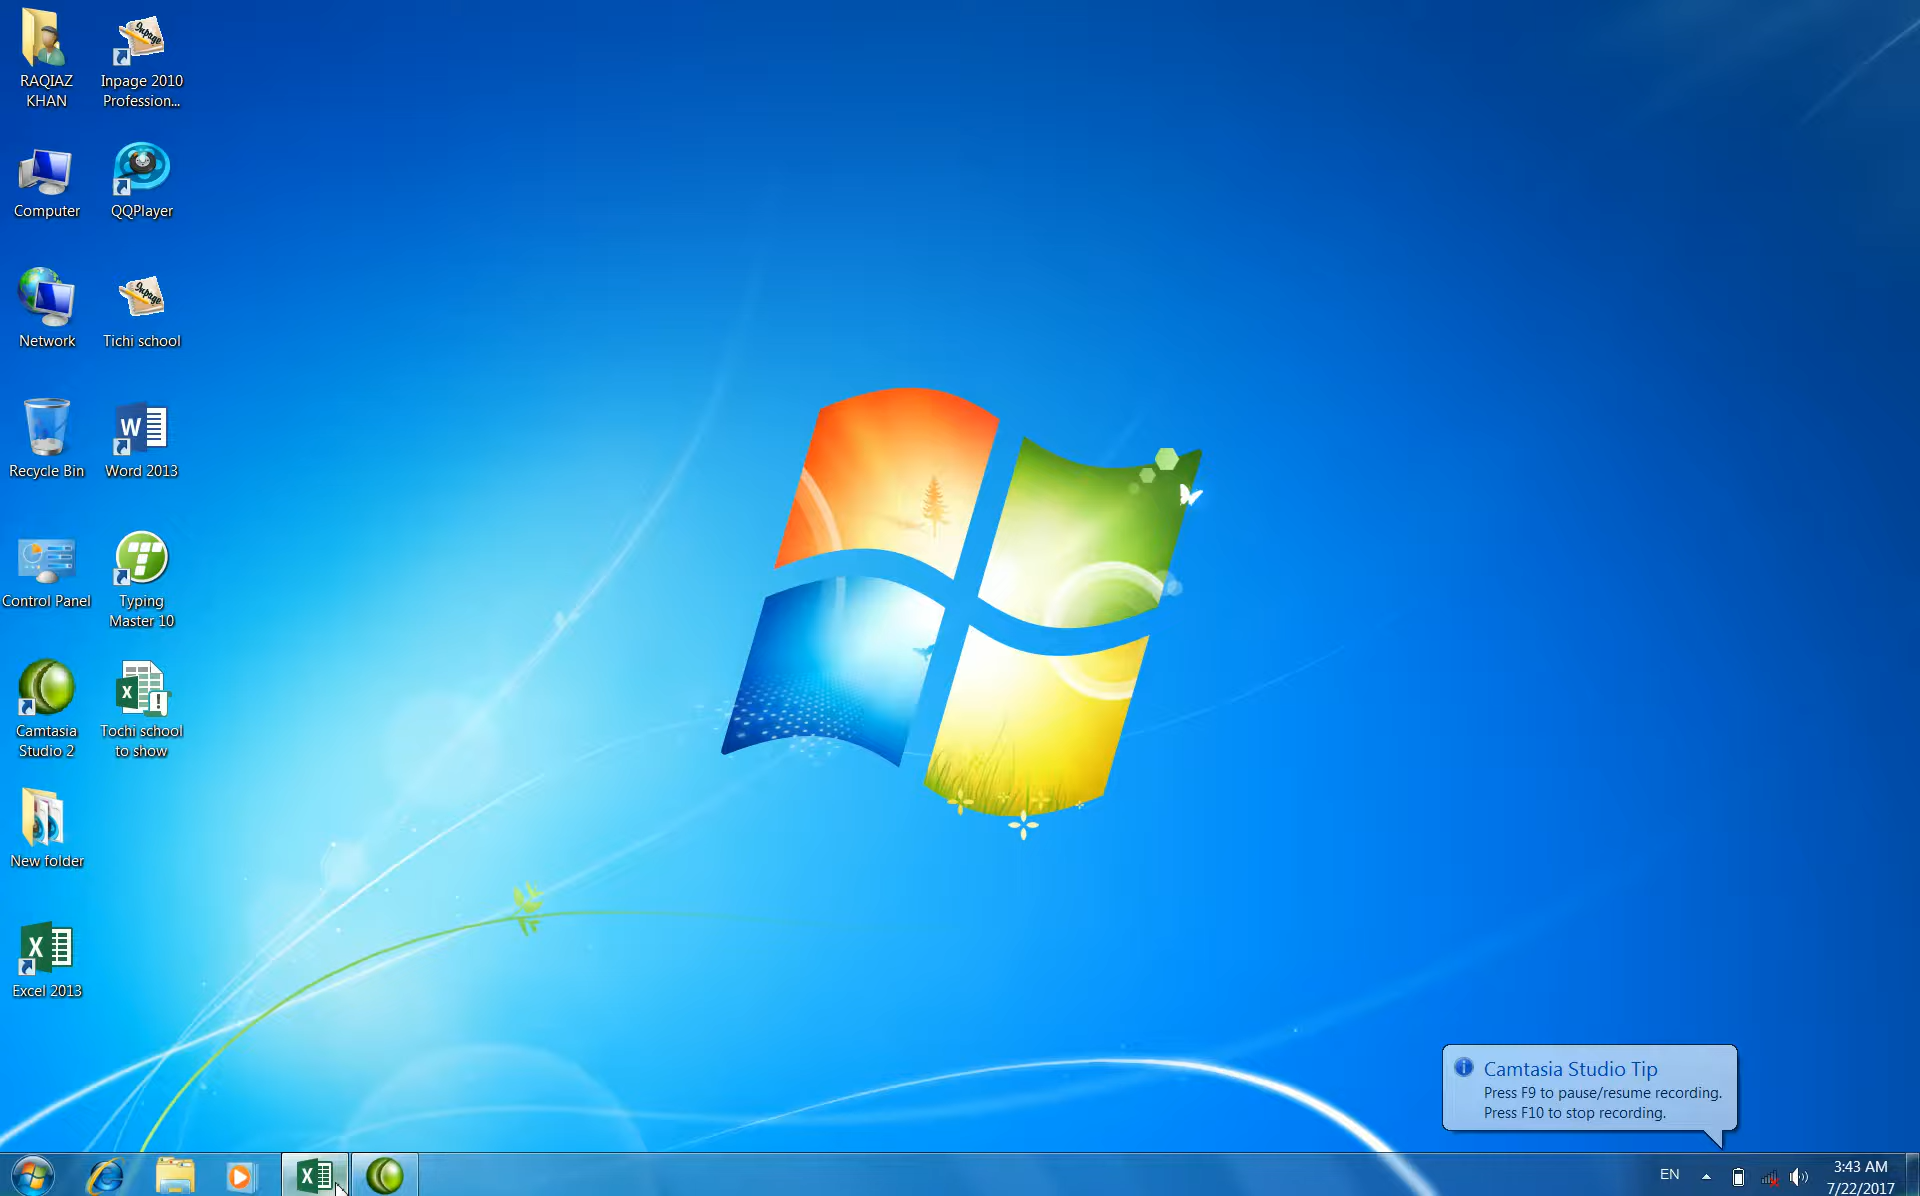 RAQIAZ
KHAN
Inpage 2010
Profession...
Computer
QQPlayer
Network
Inpage
Tichi school
Recycle Bin
Word 2013
Control Panel
Typing
Master 10
Camtasia
Studio 2
Tochi school
to show
New folder
Excel 2013
Camtasia Studio Tip
Press F9 to pause/resume recording.
Press F10 to stop recording.
EN
3:43 AM
7/22/2017